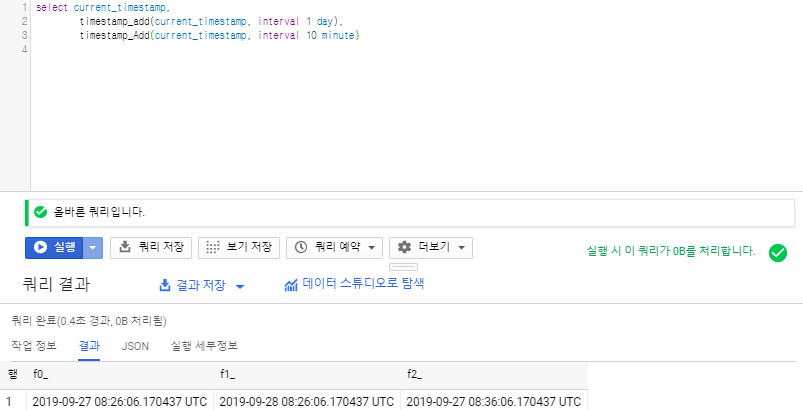 1 select current_timestamp,
2 timestamp_add(current_timestamp, interval 1 day),
3 timestamp_Add(current_timestamp, interval 10 minute)
4
올바른 쿼리입니다.
실행 쿼리 저장 보기 저장 쿼리 예약 더보기 실행 시 이 쿼리가 0B를 처리합니다.
쿼리 결과 결과 저장 데이터 스튜디오로 탐색
쿼리 완료(0.4초 경과, 0B 처리됨)
작업 정보 결과 JSON 실행 세부정보
행 f0_ f1_ f2_
1 2019-09-27 08:26:06.170437 UTC 2019-09-28 08:26:06.170437 UTC 2019-09-27 08:36:06.170437 UTC